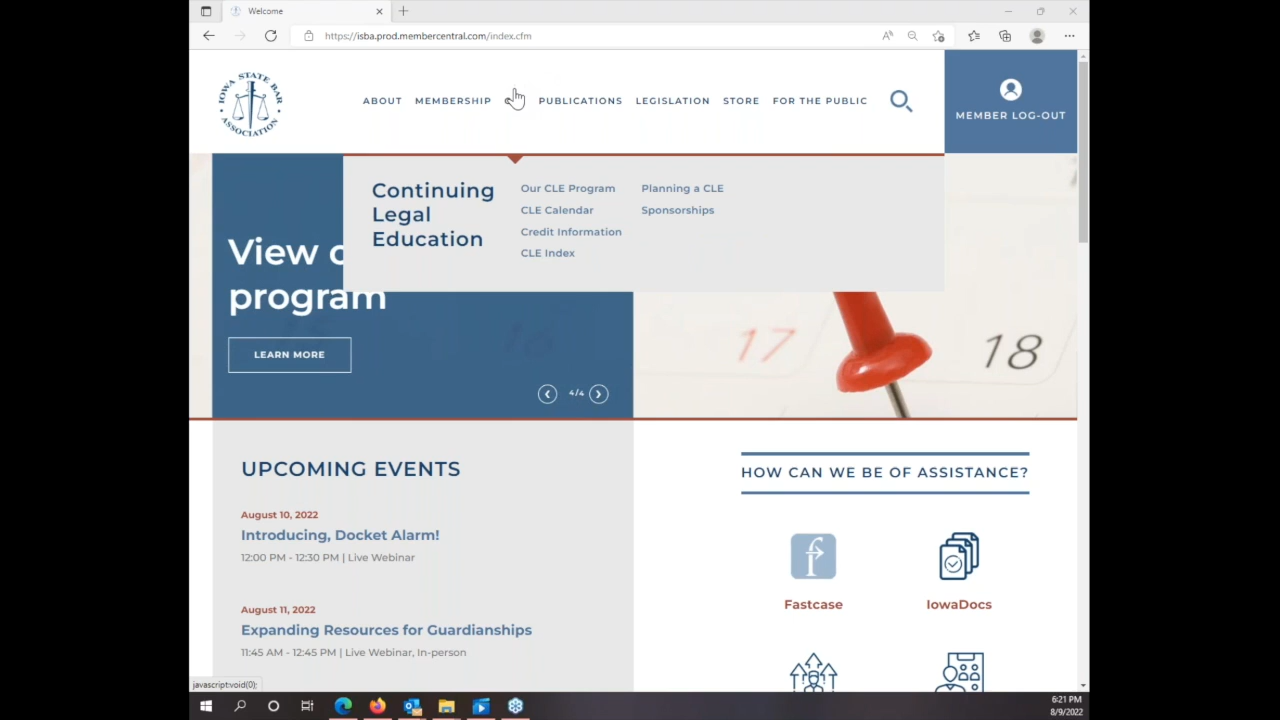 Welcome
https://isba.prod.membercentral.com/index.cfm
IOWA STATE BAR
ASSOCIATION
ABOUT MEMBERSHIP PUBLICATIONS LEGISLATION STORE FOR THE PUBLIC
MEMBER LOG-OUT
Continuing
Legal
Education
Our CLE Program
CLE Calendar
Credit Information
CLE Index
Planning a CLE
Sponsorships
View
program
LEARN MORE
4/4
17 18
UPCOMING EVENTS
August 10, 2022
Introducing, Docket Alarm!
12:00 PM - 12:30 PM | Live Webinar
August 11, 2022
Expanding Resources for Guardianships
11:45 AM - 12:45 PM | Live Webinar, In-person
HOW CAN WE BE OF ASSISTANCE?
Fastcase
IowaDocs
javascript:void(0);
6:21 PM
8/9/2022